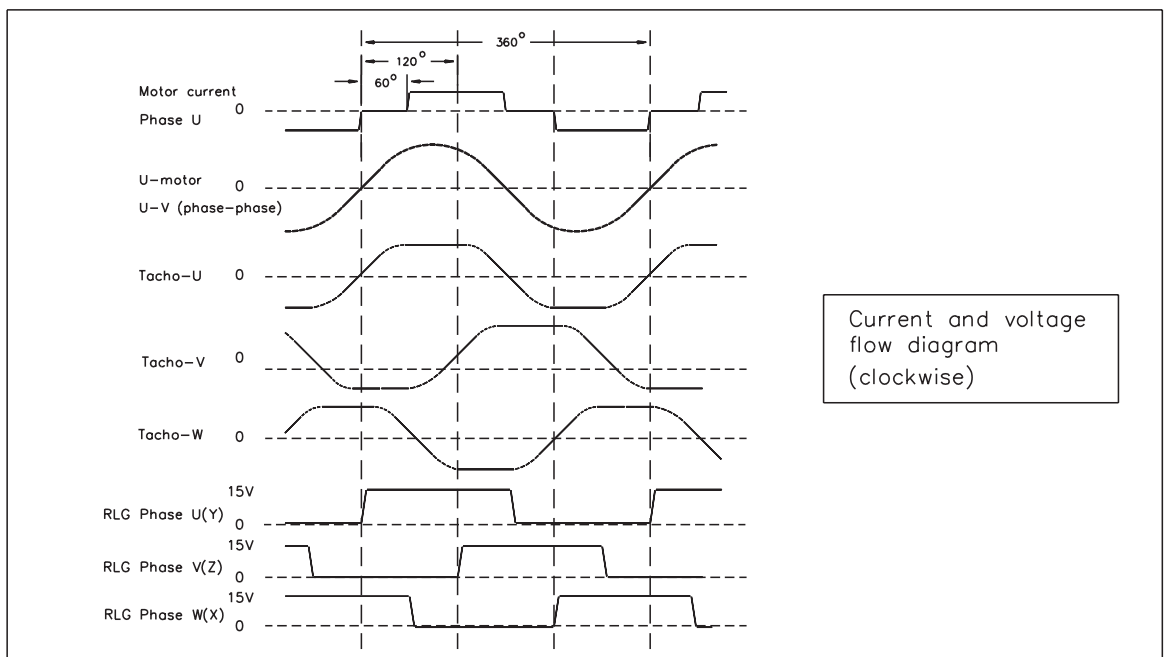 360°
120°
60°
Motor current
0
Phase U
U-motor 0
U-V (phase-phase)
Tacho-U 0
Tacho-V 0
Tacho-W 0
15V
RLG Phase U(Y)
0
15V
RLG Phase V(Z)
0
15V
RLG Phase W(X)
0
Current and voltage
flow diagram
(clockwise)